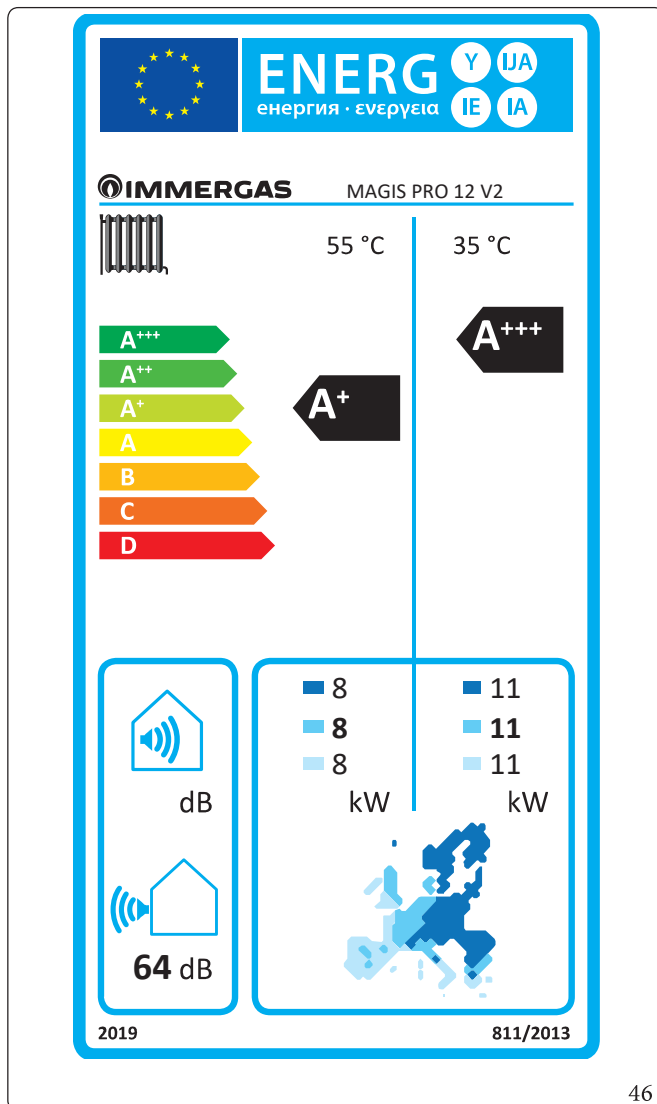 ENERG
енергия · ενεργεια
Y IJA
IE IA
IMMERGAS MAGIS PRO 12 V2
55 °C 35 °C
A+++
A++
A+
A
B
C
D
A+
A+++
dB
64 dB
8 11
8 11
8 11
kW kW
2019 811/2013
46